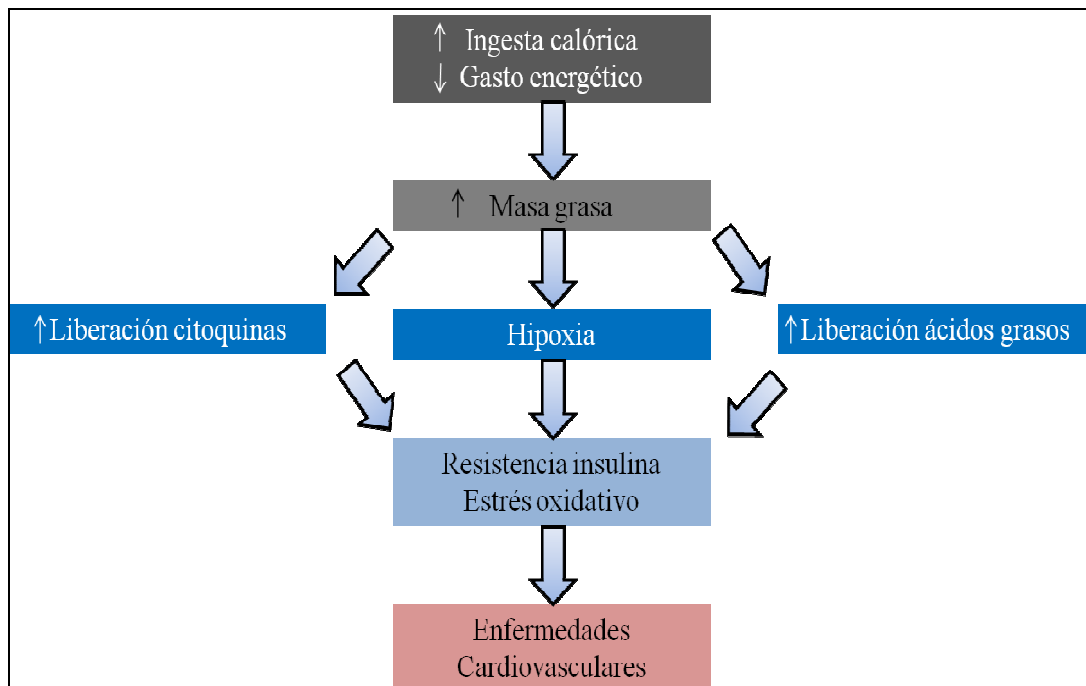 ↑ Ingesta calórica
↓ Gasto energético
↑ Masa grasa
↑Liberación citoquinas
Hipoxia
↑Liberación ácidos grasos
Resistencia insulina
Estrés oxidativo
Enfermedades
Cardiovasculares